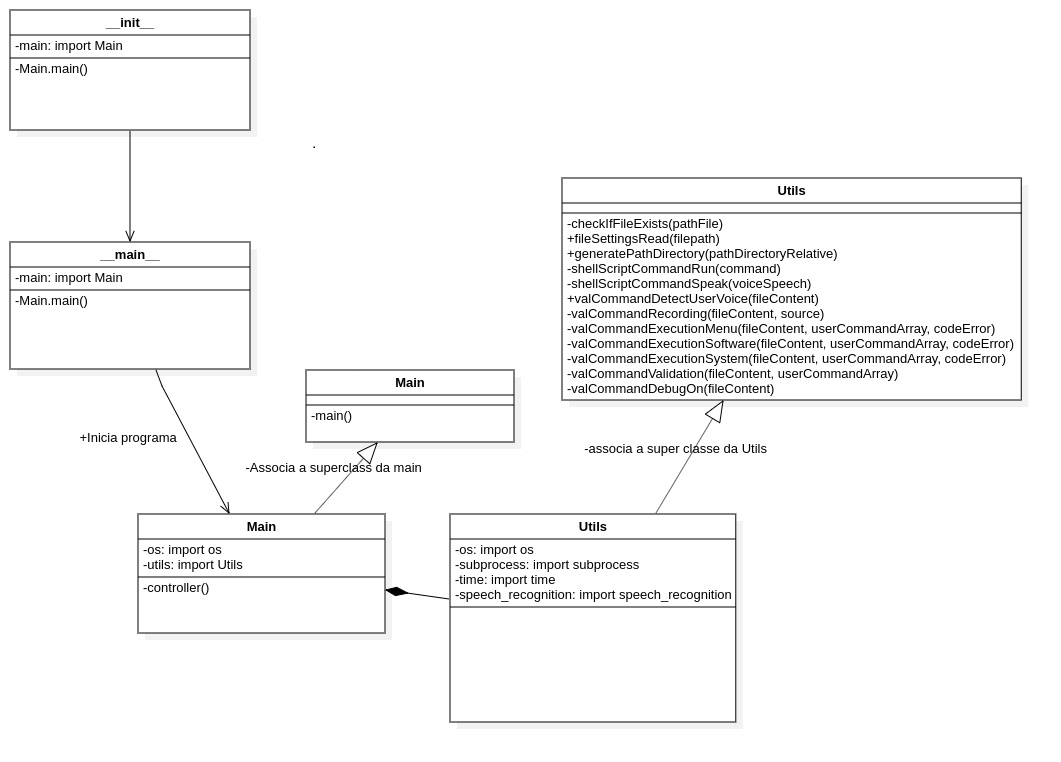 __init__
-main: import Main
-Main.main()
.
__main__
-main: import Main
-Main.main()
Utils
-checkIfFileExists(pathFile)
+fileSettingsRead(filepath)
+generatePathDirectory(pathDirectoryRelative)
-shellScriptCommandRun(command)
-shellScriptCommandSpeak(voiceSpeech)
+valCommandDetectUserVoice(fileContent)
-valCommandRecording(fileContent, source)
-valCommandExecutionMenu(fileContent, userCommandArray, codeError)
-valCommandExecutionSoftware(fileContent, userCommandArray, codeError)
-valCommandExecutionSystem(fileContent, userCommandArray, codeError)
-valCommandValidation(fileContent, userCommandArray)
-valCommandDebugOn(fileContent)
Main
-main()
+Inicia programa
-Associa a superclass da main
-associa a super classe da Utils
Main
-os: import os
-utils: import Utils
-controller()
Utils
-os: import os
-subprocess: import subprocess
-time: import time
-speech_recognition: import speech_recognition